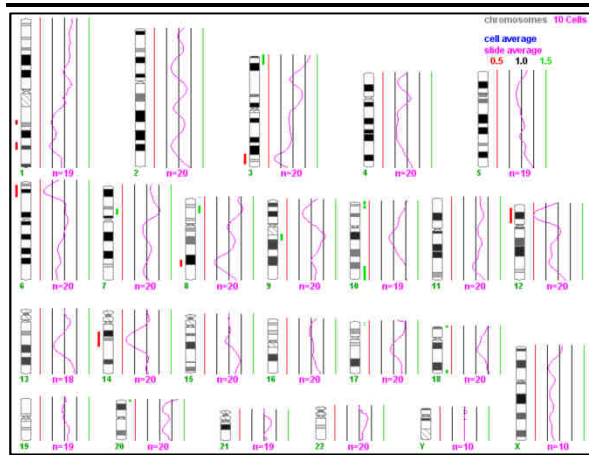 chromosomes 10 Cells
cell average
slide average
0.5 1.0 1.5
1 n=19
2 n=20
3 n=20
4 n=20
5 n=19
6 n=20
7 n=20
8 n=20
9 n=20
10 n=19
11 n=20
12 n=20
13 n=18
14 n=20
15 n=20
16 n=20
17 n=20
18 n=20
19 n=19
20 n=20
21 n=19
22 n=20
Y n=10
X n=10